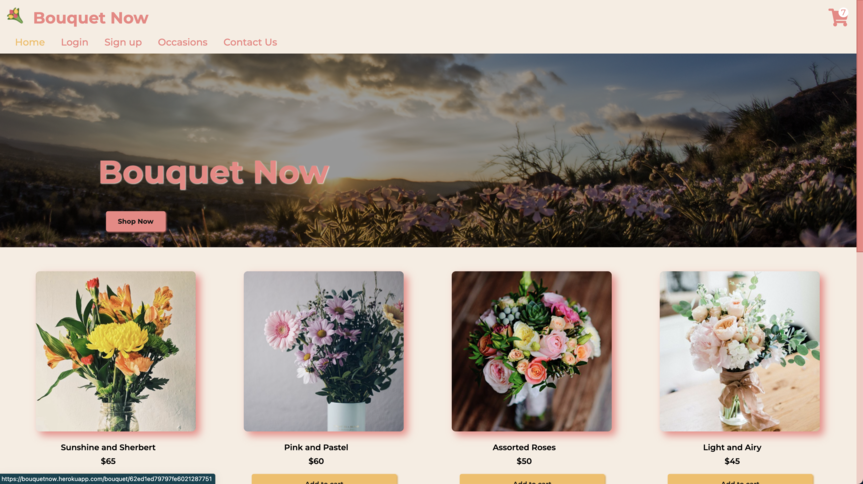 Bouquet Now
7
Home Login Sign up Occasions Contact Us
Bouquet Now
Shop Now
Sunshine and Sherbert Pink and Pastel Assorted Roses Light and Airy
$65 $60 $50 $45
https://bouquetnow.herokuapp.com/bouquet/62ed1ed79797fe6021287751
Add to cart Add to cart Add to cart